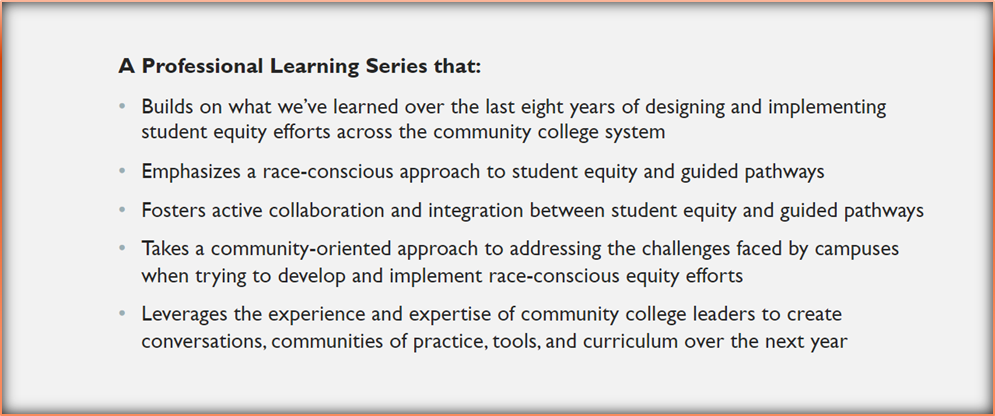 A Professional Learning Series that:
• Builds on what we've learned over the last eight years of designing and implementing
student equity efforts across the community college system
• Emphasizes a race-conscious approach to student equity and guided pathways
• Fosters active collaboration and integration between student equity and guided pathways
• Takes a community-oriented approach to addressing the challenges faced by campuses
when trying to develop and implement race-conscious equity efforts
• Leverages the experience and expertise of community college leaders to create
conversations, communities of practice, tools, and curriculum over the next year